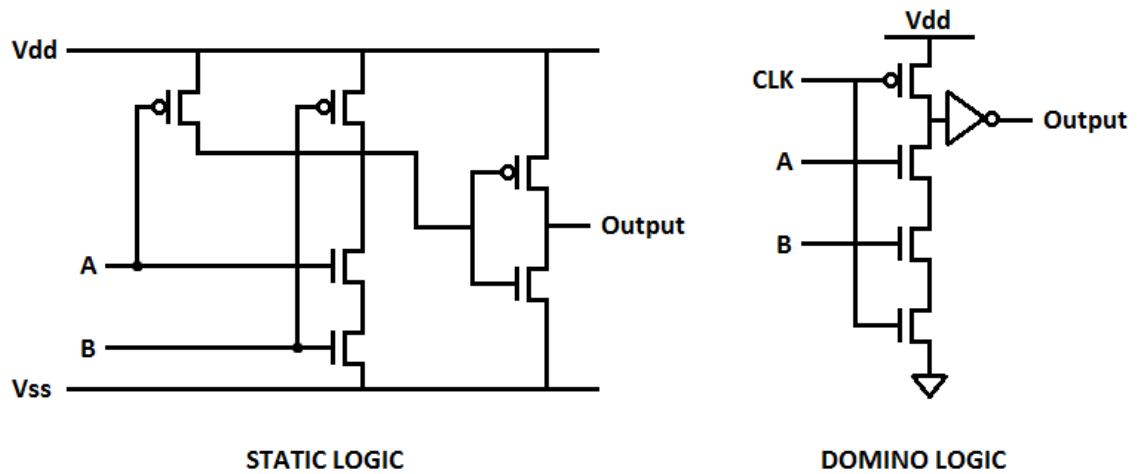 Vdd
A
B
Vss
Output
STATIC LOGIC
Vdd
CLK
A
B
Output
DOMINO LOGIC